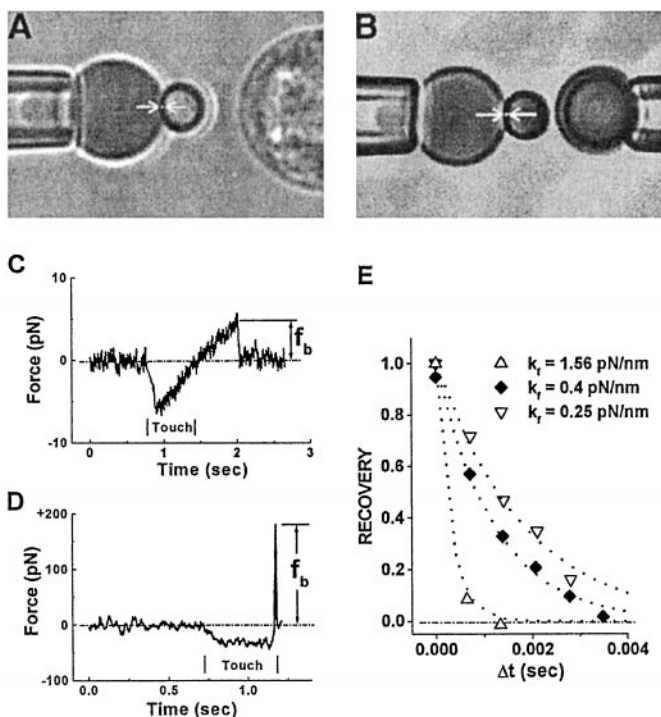 A
B
C
Force (pN)
10
0
-10
f_b
Touch
0
1
2
3
Time (sec)
D
Force (pN)
+200
100
0
-100
f_b
Touch
0.0
0.5
1.0
Time (sec)
E
RECOVERY
1.0
0.8
0.6
0.4
0.2
0.0
△ k_f = 1.56 pN/nm
◆ k_f = 0.4 pN/nm
▽ k_f = 0.25 pN/nm
0.000
0.002
0.004
Δt (sec)